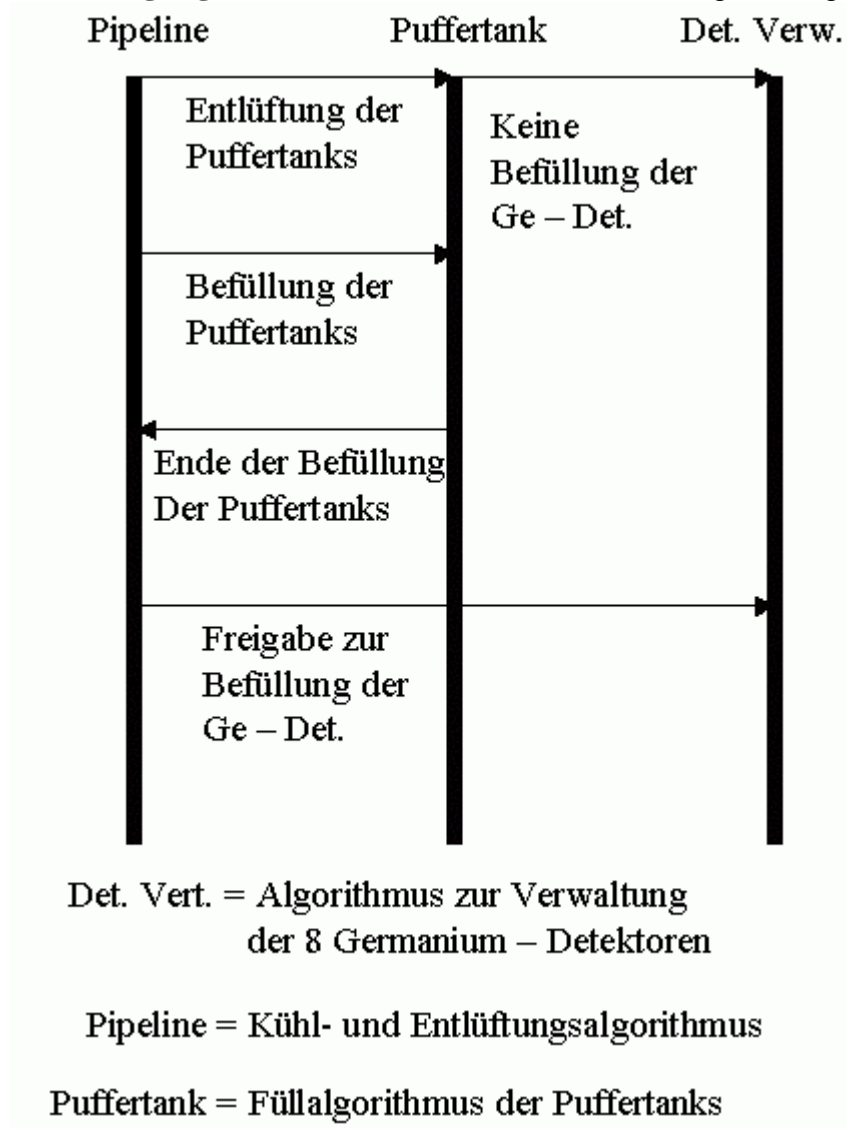 Pipeline Puffertank Det. Verw.
Entlüftung der
Puffertanks
Keine
Befüllung der
Ge – Det.
Befüllung der
Puffertanks
Ende der Befüllung
Der Puffertanks
Freigabe zur
Befüllung der
Ge – Det.
Det. Vert. = Algorithmus zur Verwaltung
der 8 Germanium – Detektoren
Pipeline = Kühl- und Entlüftungsalgorithmus
Puffertank = Füllalgorithmus der Puffertanks